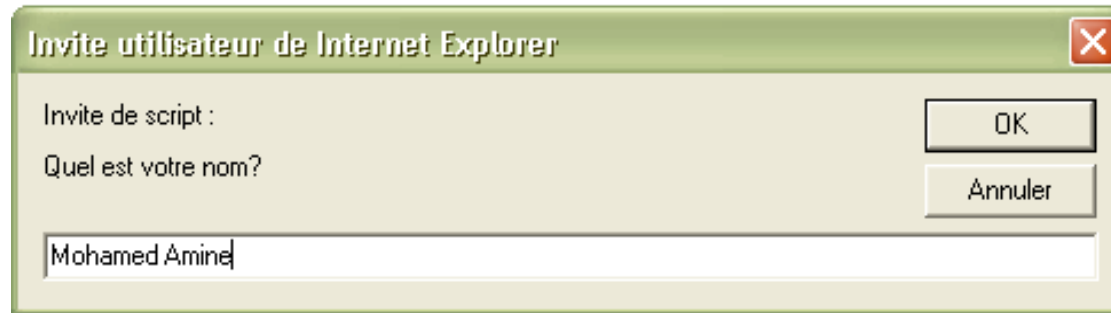 Invite utilisateur de Internet Explorer
Invite de script :
OK
Quel est votre nom?
Annuler
Mohamed Amine